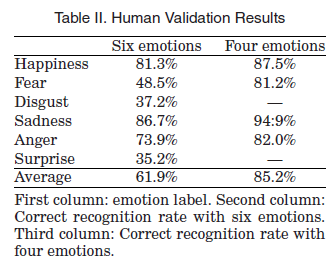 Table II. Human Validation Results
Six emotions Four emotions
Happiness 81.3% 87.5%
Fear 48.5% 81.2%
Disgust 37.2% —
Sadness 86.7% 94:9%
Anger 73.9% 82.0%
Surprise 35.2% —
Average 61.9% 85.2%
First column: emotion label. Second column:
Correct recognition rate with six emotions.
Third column: Correct recognition rate with
four emotions.